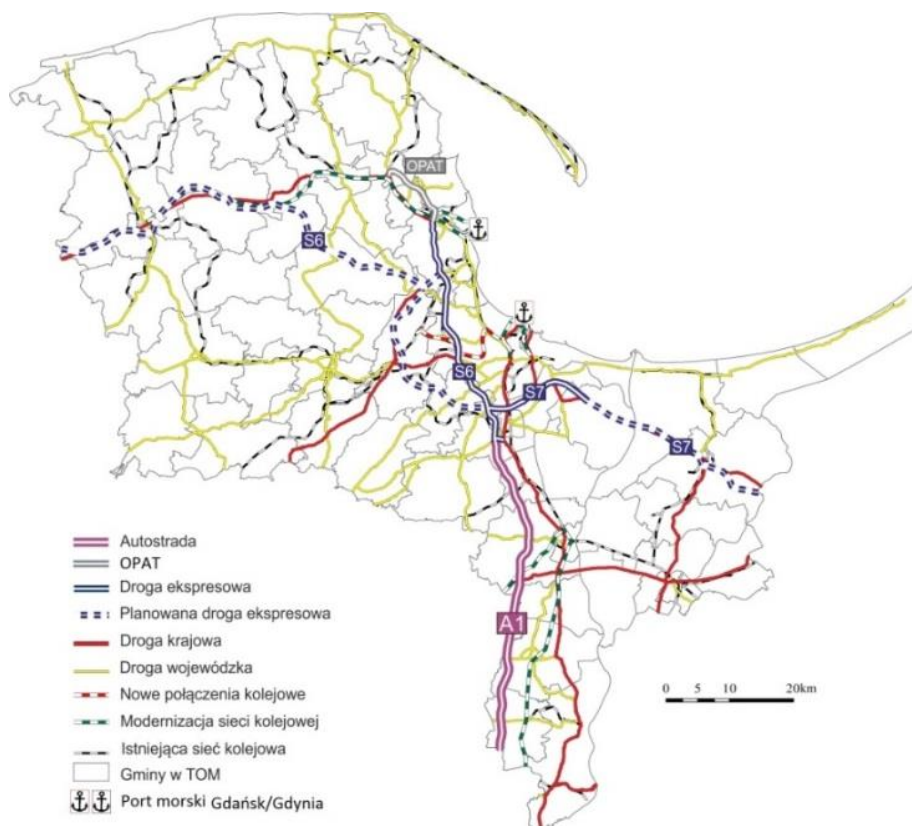 OPAT
S6
S6
S7
S7
A1
Autostrada
OPAT
Droga ekspresowa
Planowana droga ekspresowa
Droga krajowa
Droga wojewódzka
Nowe połączenia kolejowe
Modernizacja sieci kolejowej
Istniejąca sieć kolejowa
Gminy w TOM
Port morski Gdańsk/Gdynia
0 5 10 20km